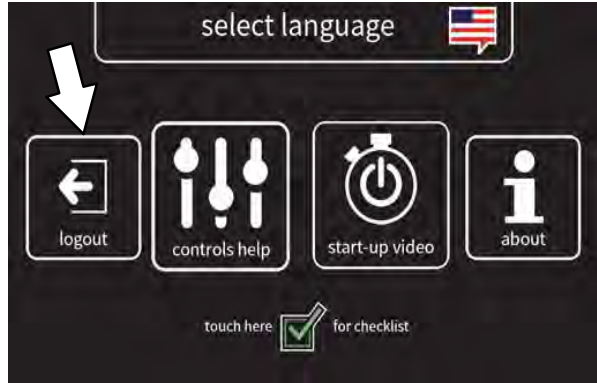 select language
logout
controls help
start-up video
about
touch here
for checklist